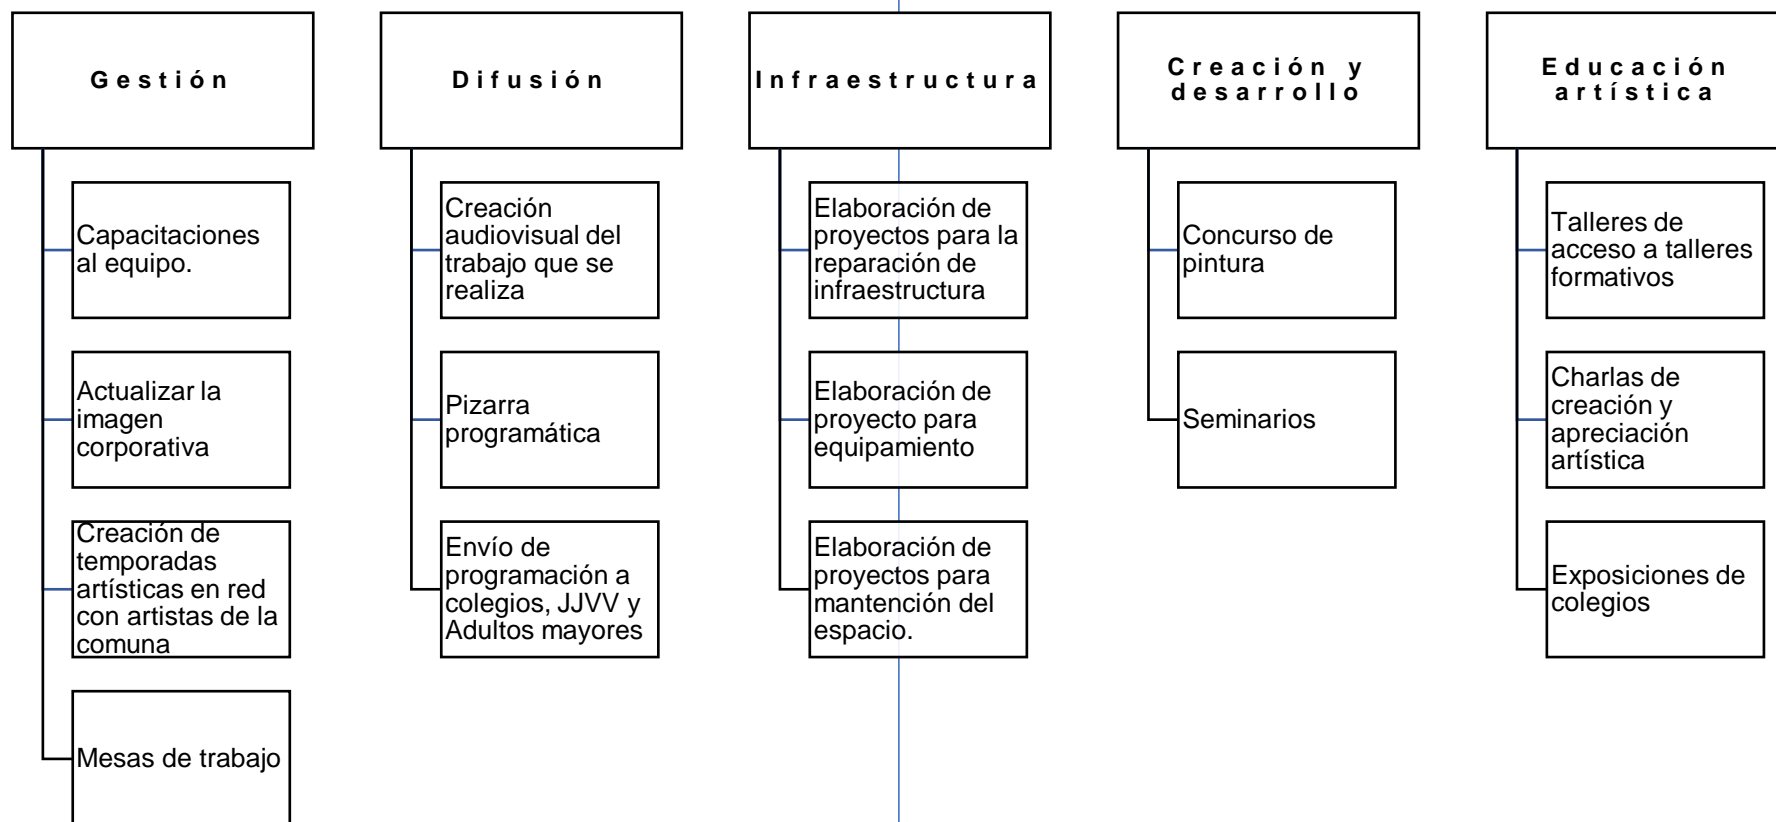 Gestión
Capacitaciones
al equipo.
Actualizar la
imagen
corporativa
Creación de
temporadas
artísticas en red
con artistas de la
comuna
Mesas de trabajo
Difusión
Creación
audiovisual del
trabajo que se
realiza
Pizarra
programática
Envío de
programación a
colegios, JJVV y
Adultos mayores
Infraestructura
Elaboración de
proyectos para la
reparación de
infraestructura
Elaboración de
proyecto para
equipamiento
Elaboración de
proyectos para
mantención del
espacio.
Creación y
desarrollo
Concurso de
pintura
Seminarios
Educación
artística
Talleres de
acceso a talleres
formativos
Charlas de
creación y
apreciación
artística
Exposiciones de
colegios